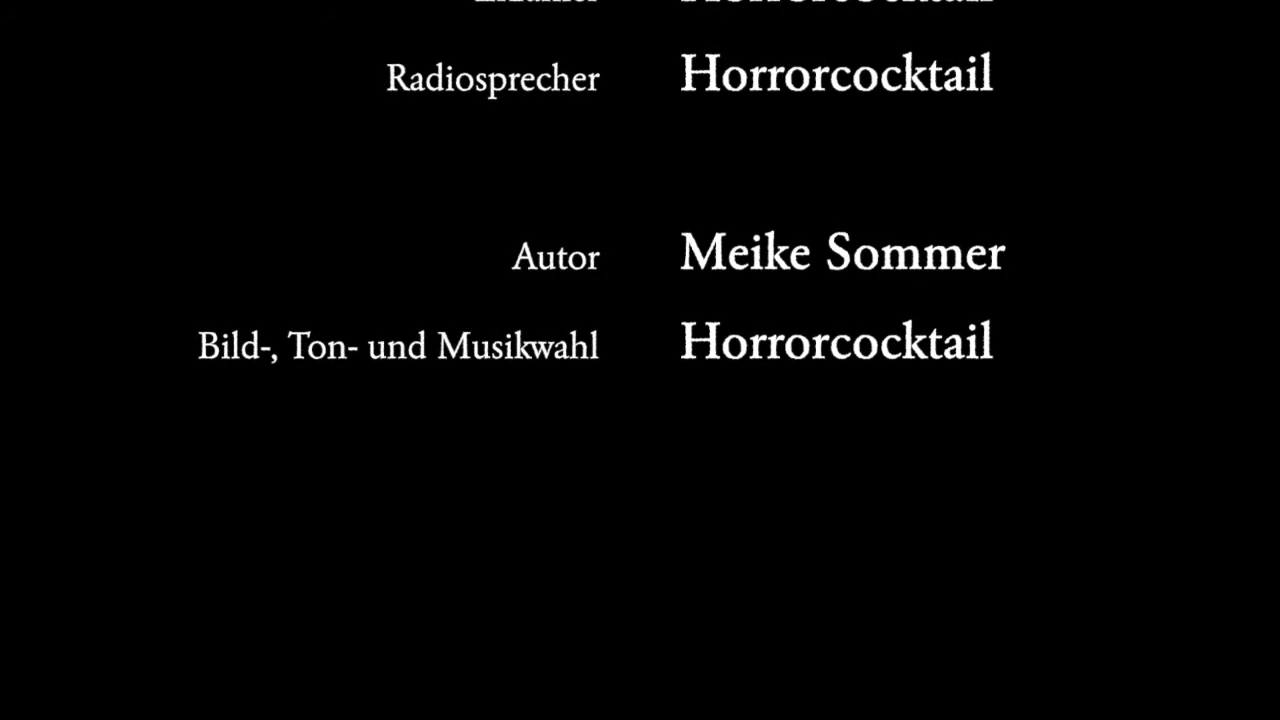 Radiosprecher Horrorcocktail
Autor Meike Sommer
Bild-, Ton- und Musikwahl Horrorcocktail